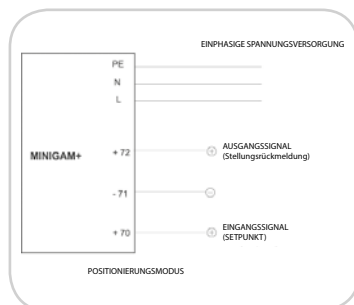 EINPHASIGE SPANNUNGSVERSORGUNG
PE
N
L
MINIGAM+
+ 72
AUSGANGSSIGNAL
(Stellungsrückmeldung)
- 71
+ 70
EINGANGSSIGNAL
(SETPUNKT)
POSITIONIERUNGSMODUS